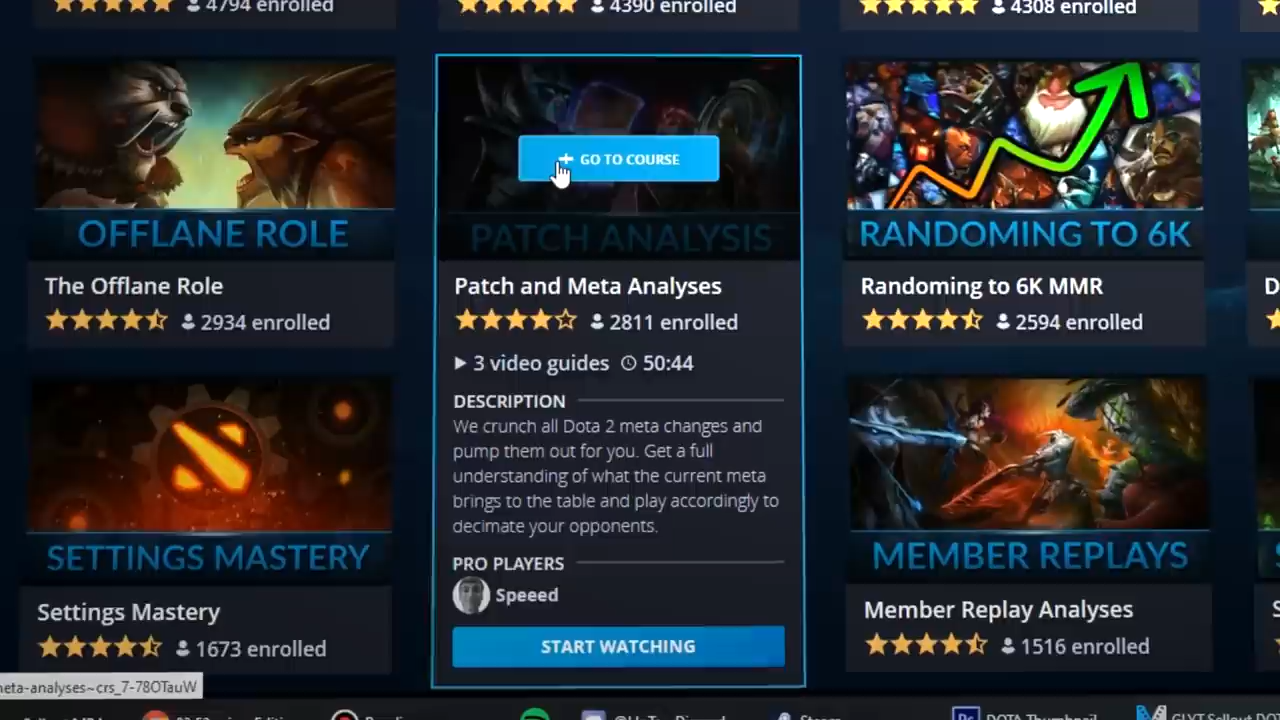 4794 enrolled
4390 enrolled
4308 enrolled
OFFLANE ROLE
The Offline Role
2934 enrolled
GO TO COURSE
PATCH ANALYSIS
Patch and Meta Analyses
2811 enrolled
3 video guides 50:44
DESCRIPTION
We crunch all Dota 2 meta changes and
pump them out for you. Get a full
understanding of what the current meta
brings to the table and play accordingly to
decimate your opponents.
PRO PLAYERS
Speeed
START WATCHING
RANDOMING TO 6K
Randoming to 6K MMR
2594 enrolled
SETTINGS MASTERY
Settings Mastery
1673 enrolled
MEMBER REPLAYS
Member Replay Analyses
1516 enrolled
neta-analyses~crs_7-78OTauW
Steam
Ps DOTA Thumbnail